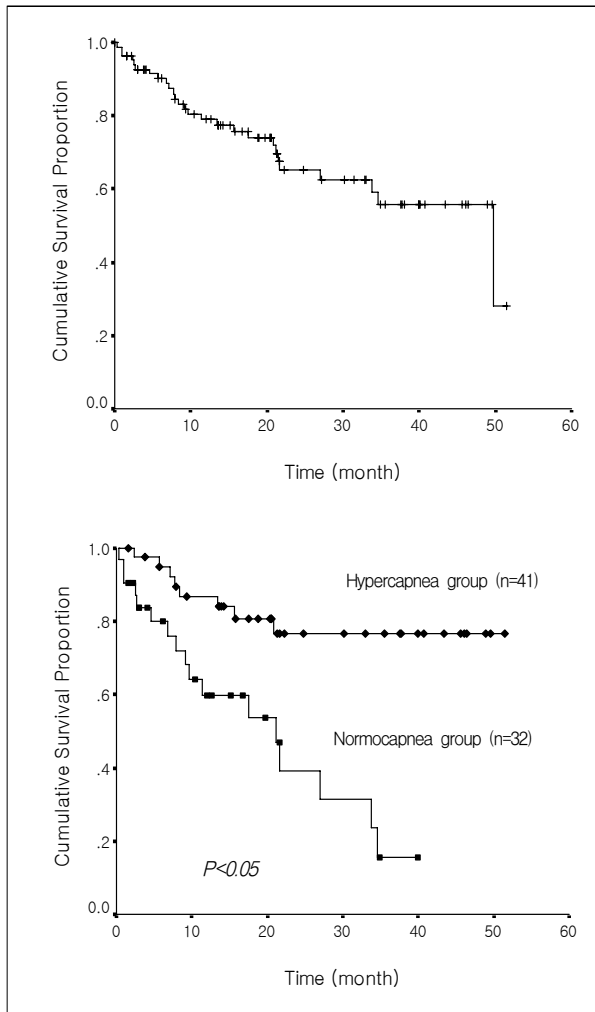 1.0
.8
.6
.4
.2
0.0
Cumulative Survival Proportion
0 10 20 30 40 50 60
Time (month)
1.0
.8
.6
.4
.2
0.0
Cumulative Survival Proportion
Hypercapnea group (n=41)
Normocapnea group (n=32)
P<0.05
0 10 20 30 40 50 60
Time (month)